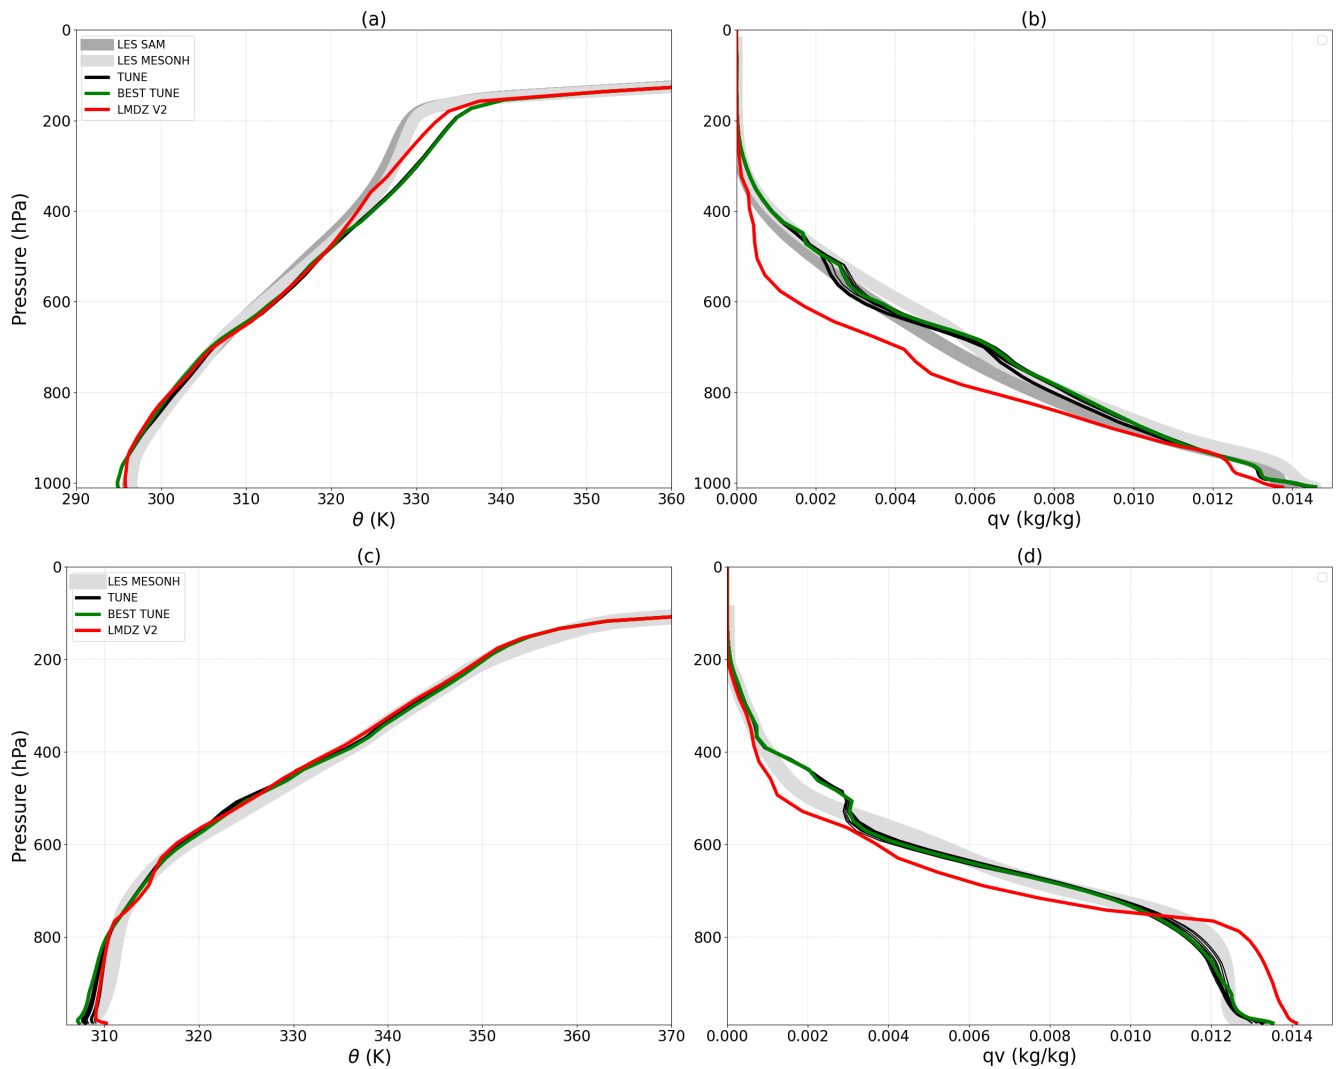 (a)
LES SAM
LES MESONH
TUNE
BEST TUNE
LMDZ V2
0
200
400
600
800
1000
Pressure (hPa)
290 300 310 320 330 340 350 360
θ (K)
(b)
0
200
400
600
800
1000
0.000 0.002 0.004 0.006 0.008 0.010 0.012 0.014
qv (kg/kg)
(c)
LES MESONH
TUNE
BEST TUNE
LMDZ V2
0
200
400
600
800
Pressure (hPa)
310 320 330 340 350 360 370
θ (K)
(d)
0
200
400
600
800
0.000 0.002 0.004 0.006 0.008 0.010 0.012 0.014
qv (kg/kg)